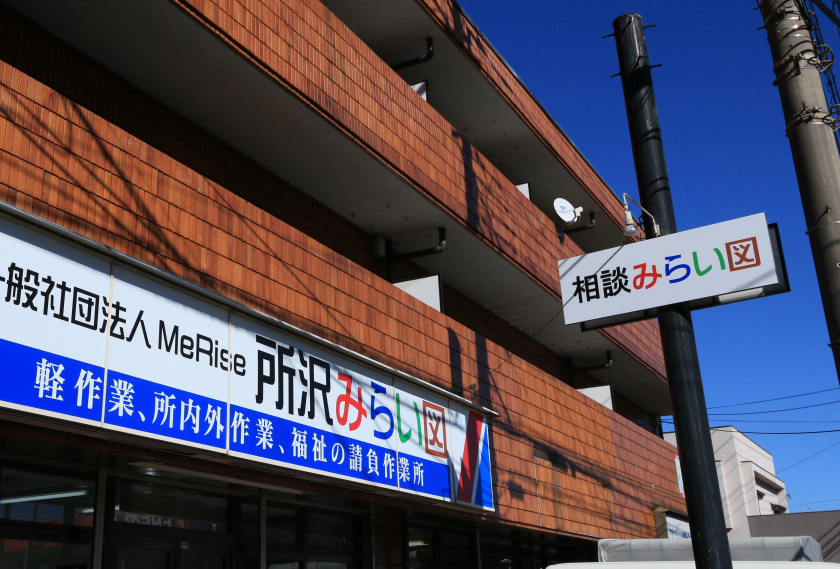 一般社団法人 MeRise 所沢みらい図
軽作業、所内外作業、福祉の請負作業所
相談みらい図